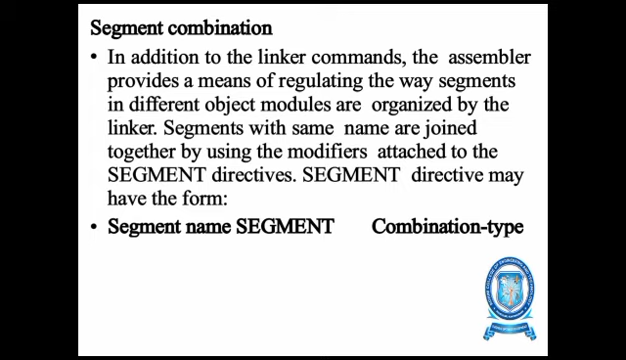 Segment combination
• In addition to the linker commands, the assembler
provides a means of regulating the way segments
in different object modules are organized by the
linker. Segments with same name are joined
together by using the modifiers attached to the
SEGMENT directives. SEGMENT directive may
have the form:
• Segment name SEGMENT Combination-type